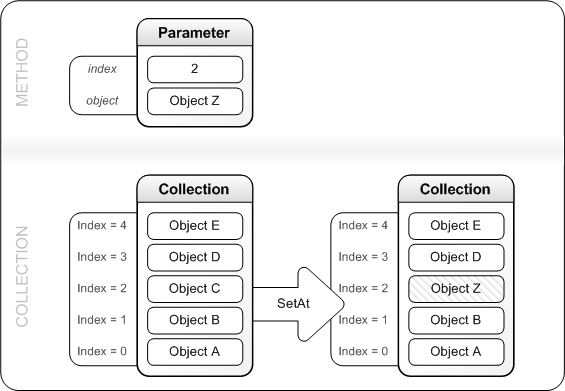 METHOD
Parameter
index 2
object Object Z
COLLECTION
Collection
Index = 4 Object E
Index = 3 Object D
Index = 2 Object C
Index = 1 Object B
Index = 0 Object A
SetAt
Collection
Index = 4 Object E
Index = 3 Object D
Index = 2 Object Z
Index = 1 Object B
Index = 0 Object A